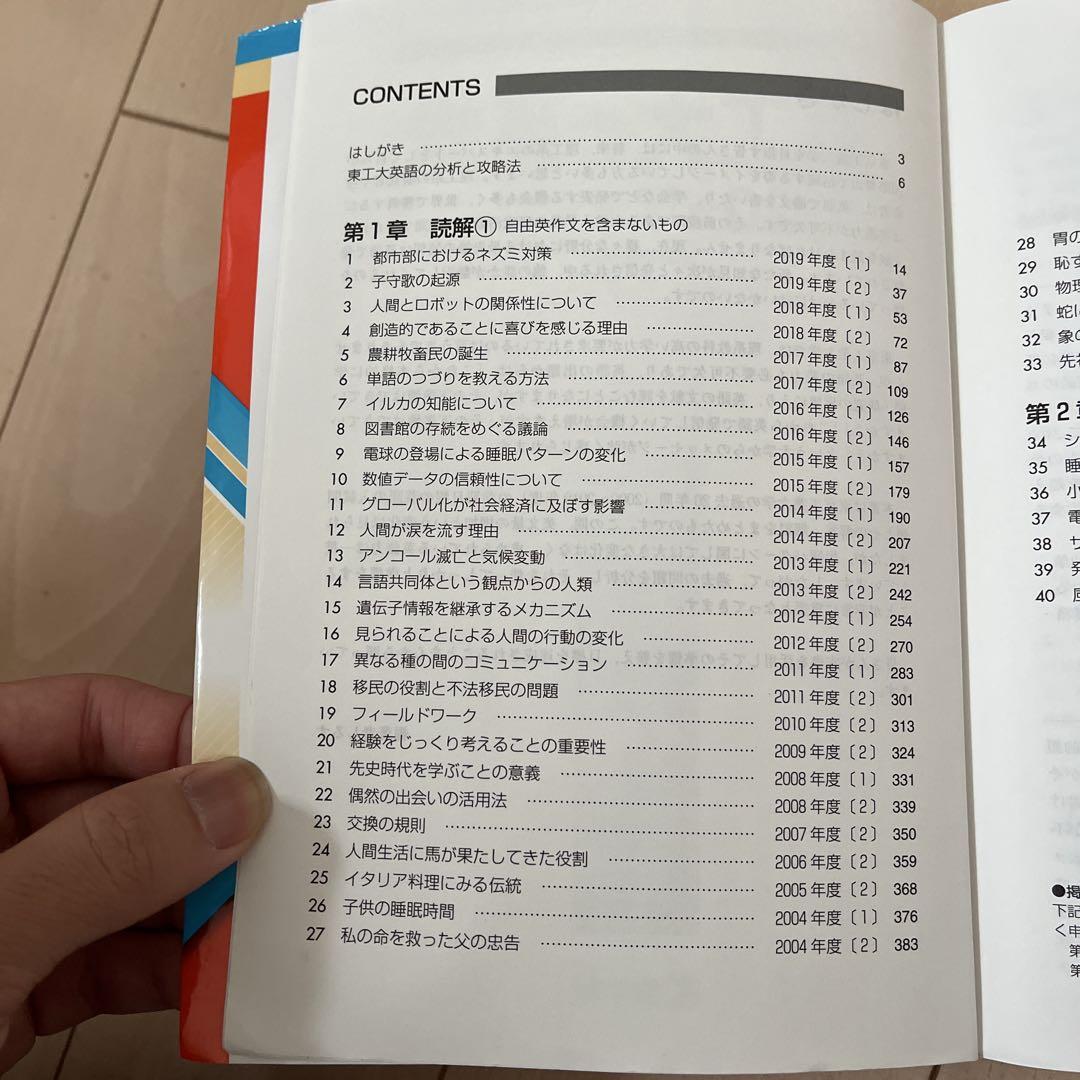 CONTENTS
はしがき 3
東工大英語の分析と攻略法 6
第1章 読解① 自由英作文を含まないもの
1 都市部におけるネズミ対策 2019年度〔1〕 14
2 子守歌の起源 2019年度〔2〕 37
3 人間とロボットの関係性について 2018年度〔1〕 53
4 創造的であることに喜びを感じる理由 2018年度〔2〕 72
5 農耕牧畜民の誕生 2017年度〔1〕 87
6 単語のつづりを教える方法 2017年度〔2〕 109
7 イルカの知能について 2016年度〔1〕 126
8 図書館の存続をめぐる議論 2016年度〔2〕 146
9 電球の登場による睡眠パターンの変化 2015年度〔1〕 157
10 数値データの信頼性について 2015年度〔2〕 179
11 グローバル化が社会経済に及ぼす影響 2014年度〔1〕 190
12 人間が涙を流す理由 2014年度〔2〕 207
13 アンコール滅亡と気候変動 2013年度〔1〕 221
14 言語共同体という観点からの人類 2013年度〔2〕 242
15 遺伝子情報を継承するメカニズム 2012年度〔1〕 254
16 見られることによる人間の行動の変化 2012年度〔2〕 270
17 異なる種の間のコミュニケーション 2011年度〔1〕 283
18 移民の役割と不法移民の問題 2011年度〔2〕 301
19 フィールドワーク 2010年度〔2〕 313
20 経験をじっくり考えることの重要性 2009年度〔2〕 324
21 先史時代を学ぶことの意義 2008年度〔1〕 331
22 偶然の出会いの活用法 2008年度〔2〕 339
23 交換の規則 2007年度〔2〕 350
24 人間生活に馬が果たしてきた役割 2006年度〔2〕 359
25 イタリア料理にみる伝統 2005年度〔2〕 368
26 子供の睡眠時間 2004年度〔1〕 376
27 私の命を救った父の忠告 2004年度〔2〕 383
28 胃の
29 恥す
30 物理
31 蛇に
32 象の
33 先
第2
34 シ
35 睡
36 小
37 電
38 サ
39 発
40
●掲
下記
く申
第
第